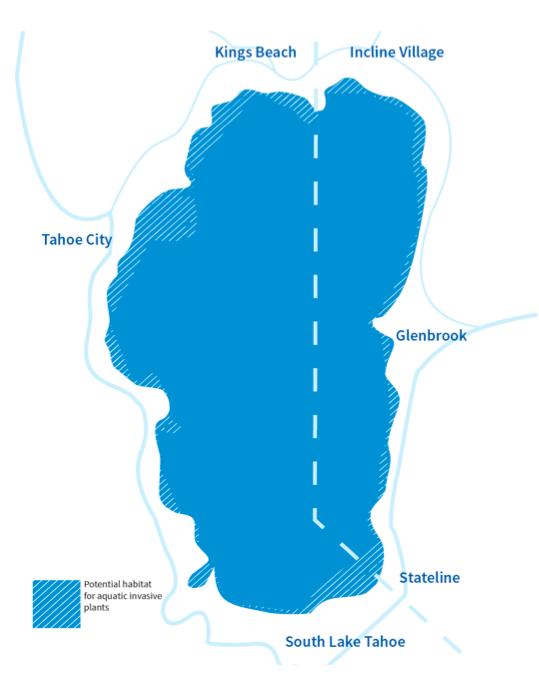 Kings Beach
Incline Village
Tahoe City
Glenbrook
Stateline
Potential habitat
for aquatic invasive
plants
South Lake Tahoe